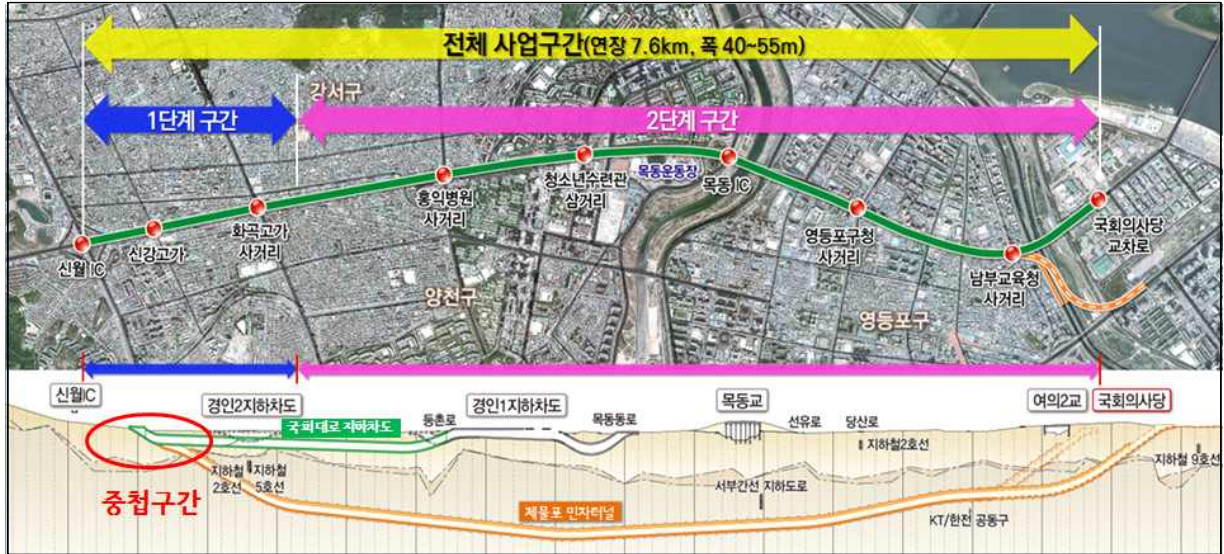 전체 사업구간(연장 7.6km, 폭 40~55m)
강서구
1단계 구간
2단계 구간
신월 IC
신강고가
화곡고가
사거리
홍익병원
사거리
청소년수련관
삼거리
목동운동장
목동 IC
영등포구청
사거리
남부교육청
사거리
국회의사당
교차로
양천구
영등포구
신월IC
경인2지하차도
국회대로 지하차도
등촌로
경인1지하차도
목동동로
목동교
선유로
당산로
여의2교
국회의사당
지하철2호선
지하철 9호선
중첩구간
지하철
2호선
지하철
5호선
서부간선 지하도로
제물포 민자터널
KT/한전 공동구